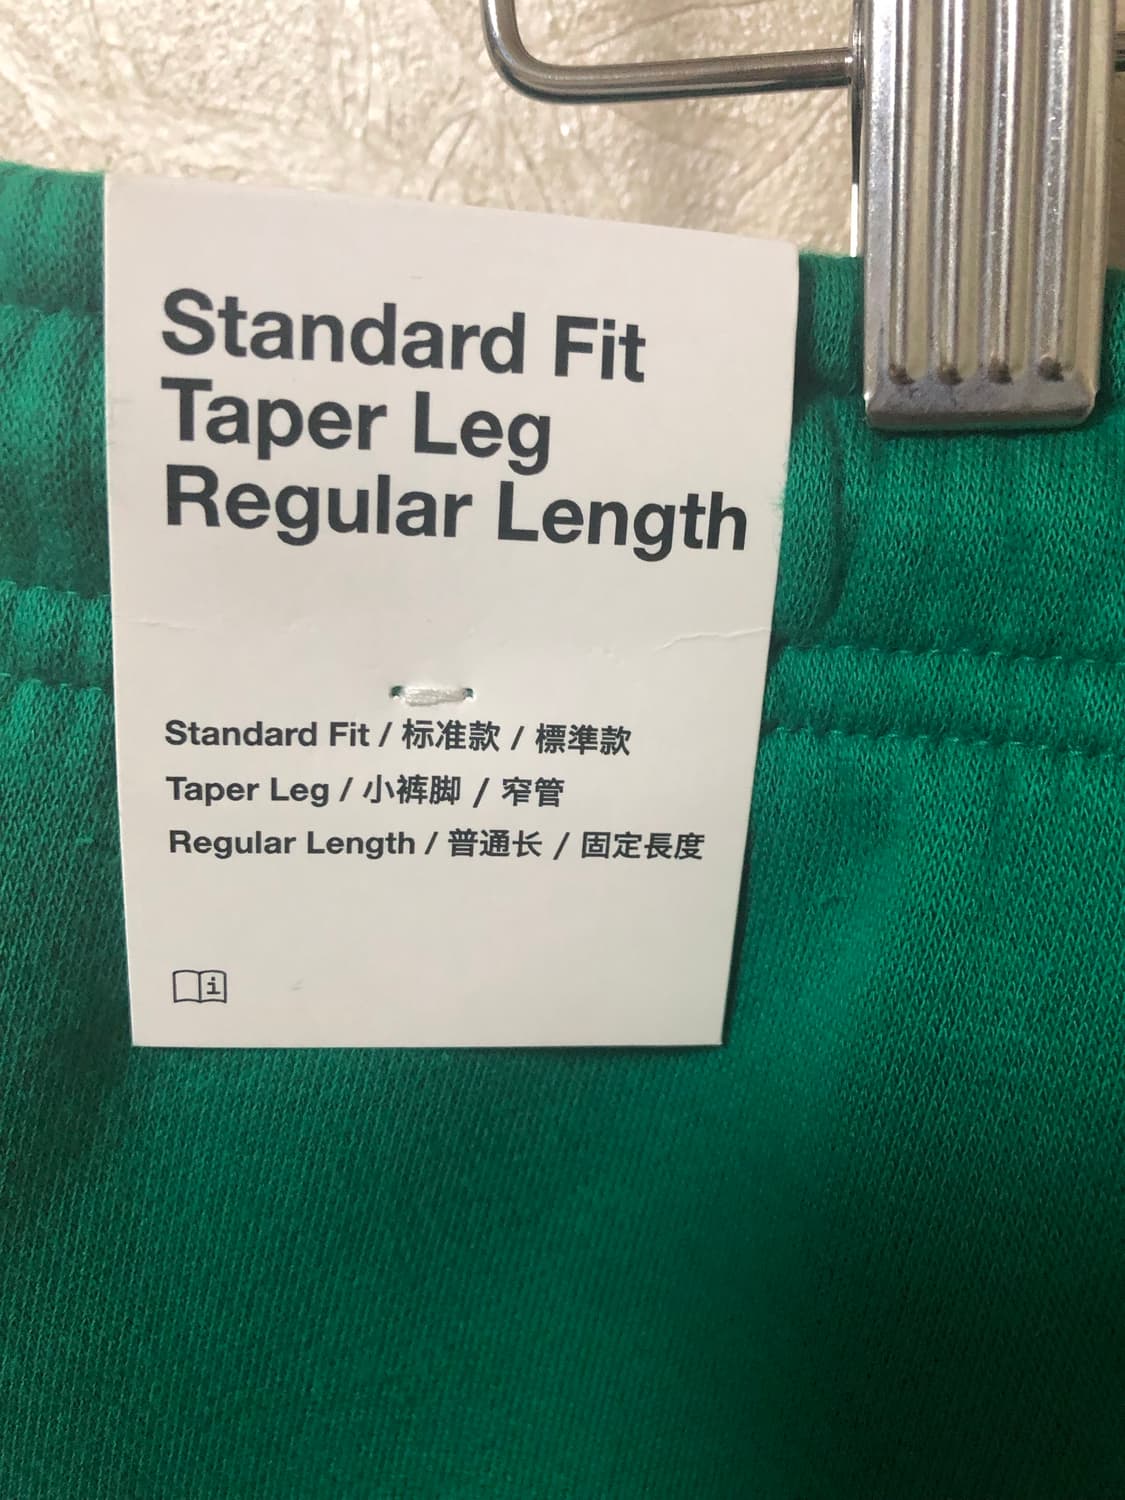 Standard Fit
Taper Leg
Regular Length
Standard Fit / 标准款 / 標準款
Taper Leg / 小裤脚 / 窄管
Regular Length / 普通长 / 固定長度
i